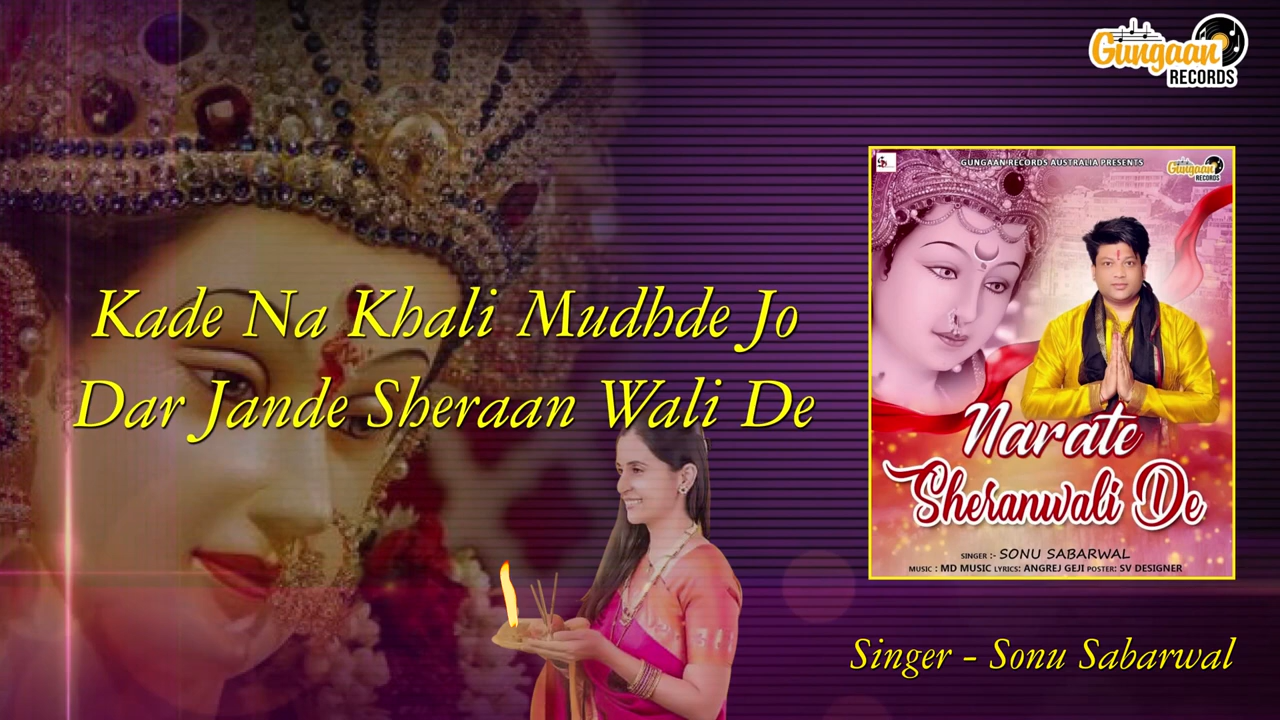 Gungaan
RECORDS
Kade Na Khali Mudhde Jo
Dar Jande Sheraan Wali De
GUNGAAN RECORDS AUSTRALIA PRESENTS
Gungaan
RECORDS
Narate
Sheranwali De
SINGER :- SONU SABARWAL
MUSIC : MD MUSIC LYRICS: ANGREJ GEJI POSTER: SV DESIGNER
Singer - Sonu Sabarwal